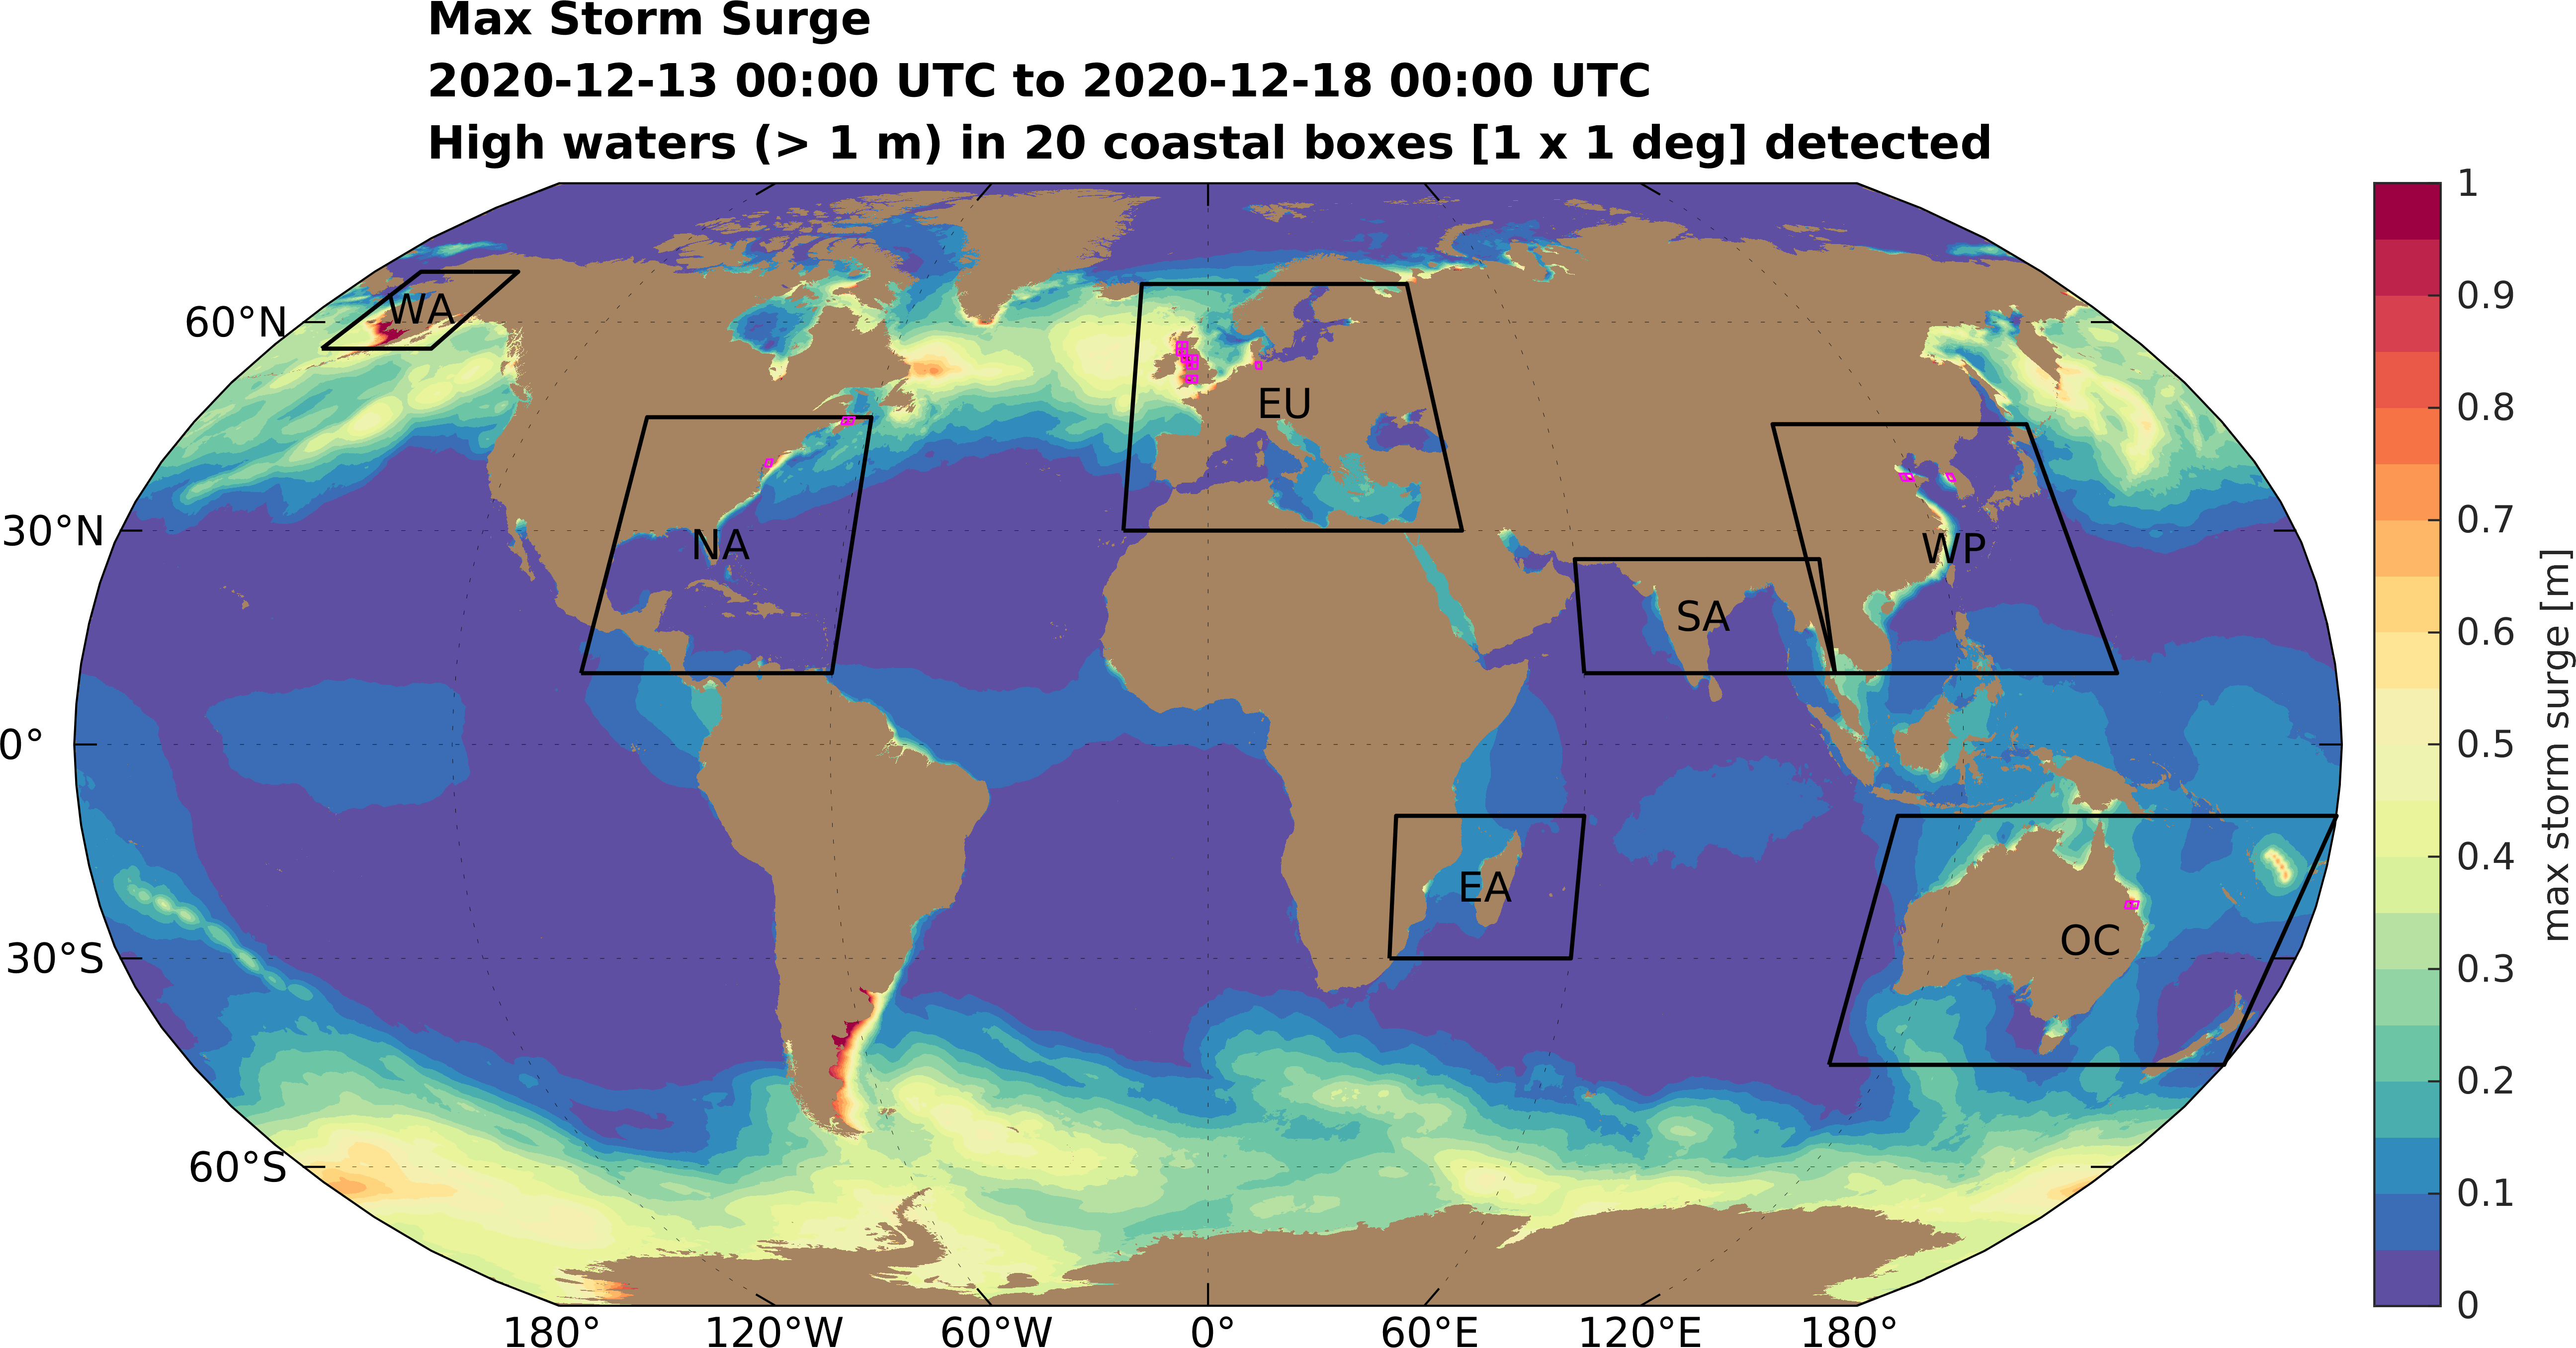 Max Storm Surge
2020-12-13 00:00 UTC to 2020-12-18 00:00 UTC
High waters (> 1 m) in 20 coastal boxes [1 x 1 deg] detected
60°N
30°N
0°
30°S
60°S
180°
120°W
60°W
0°
60°E
120°E
180°
WA
NA
EU
SA
WP
EA
OC
1
0.9
0.8
0.7
0.6
0.5
0.4
0.3
0.2
0.1
0
max storm surge [m]